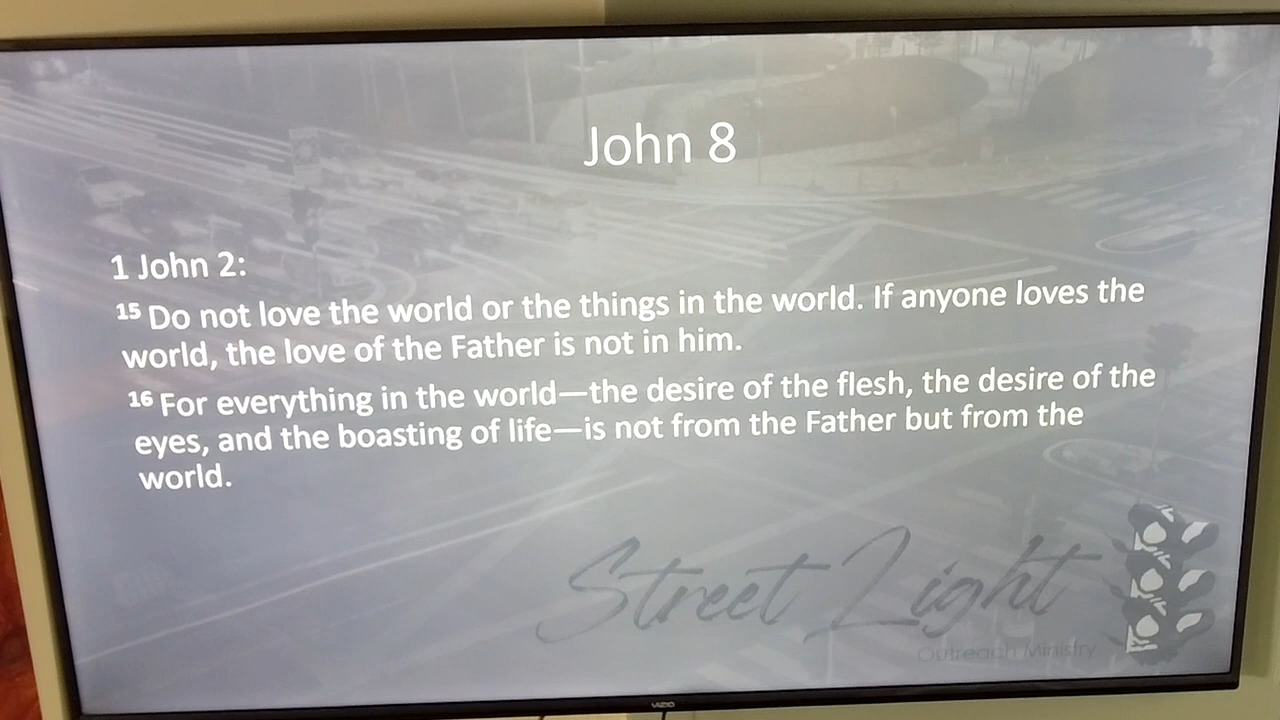 John 8
1 John 2:
15 Do not love the world or the things in the world. If anyone loves the
world, the love of the Father is not in him.
16 For everything in the world—the desire of the flesh, the desire of the
eyes, and the boasting of life—is not from the Father but from the
world.
Street Light
Outreach Ministry
VIZIO